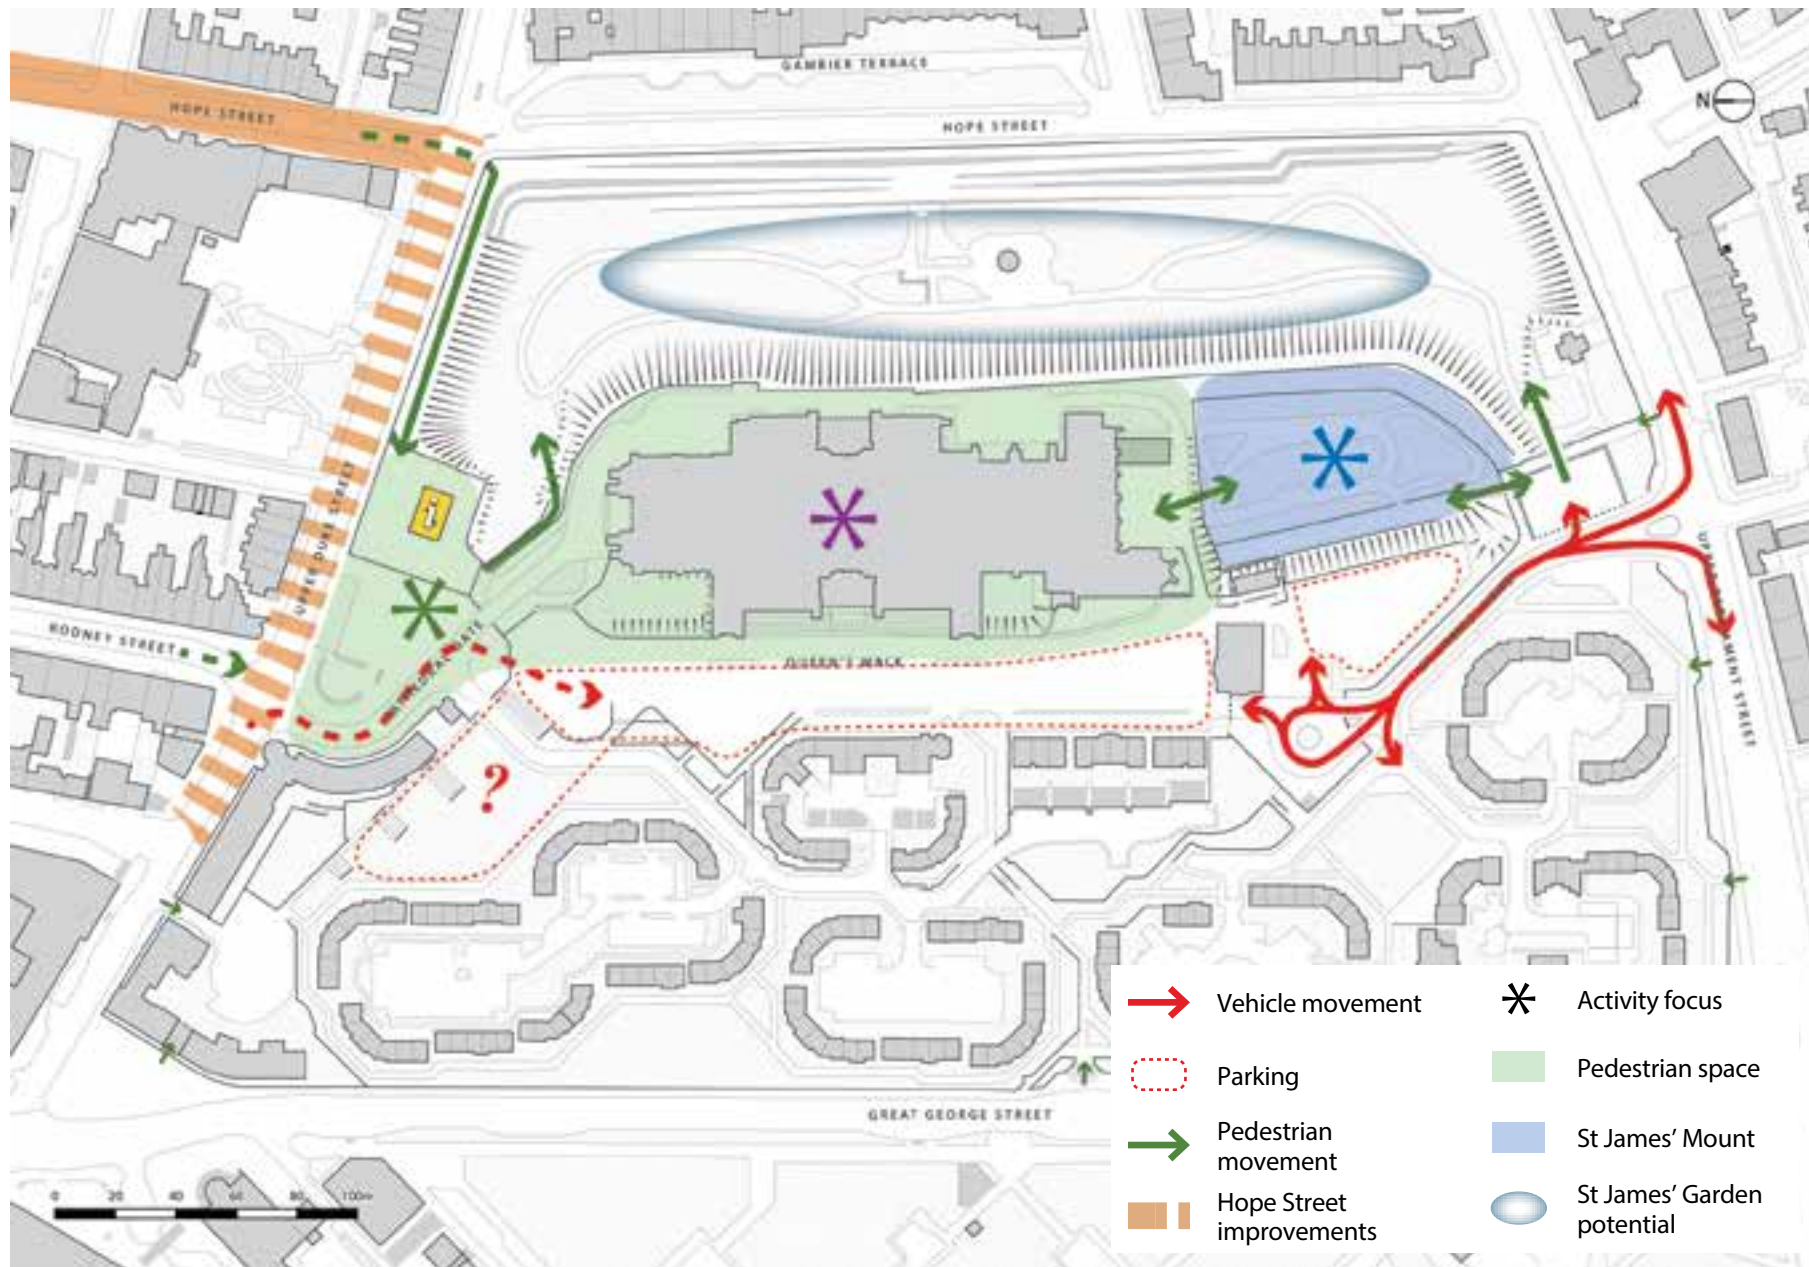 GAMBIER TERRACE
HOPE STREET
HOPE STREET
N
UPPER DUKE STREET
RODNEY STREET
QUEEN'S WALK
i
?
GREAT GEORGE STREET
0 20 40 60 80 100m
Vehicle movement
Parking
Pedestrian
movement
Hope Street
improvements
Activity focus
Pedestrian space
St James’ Mount
St James’ Garden
potential